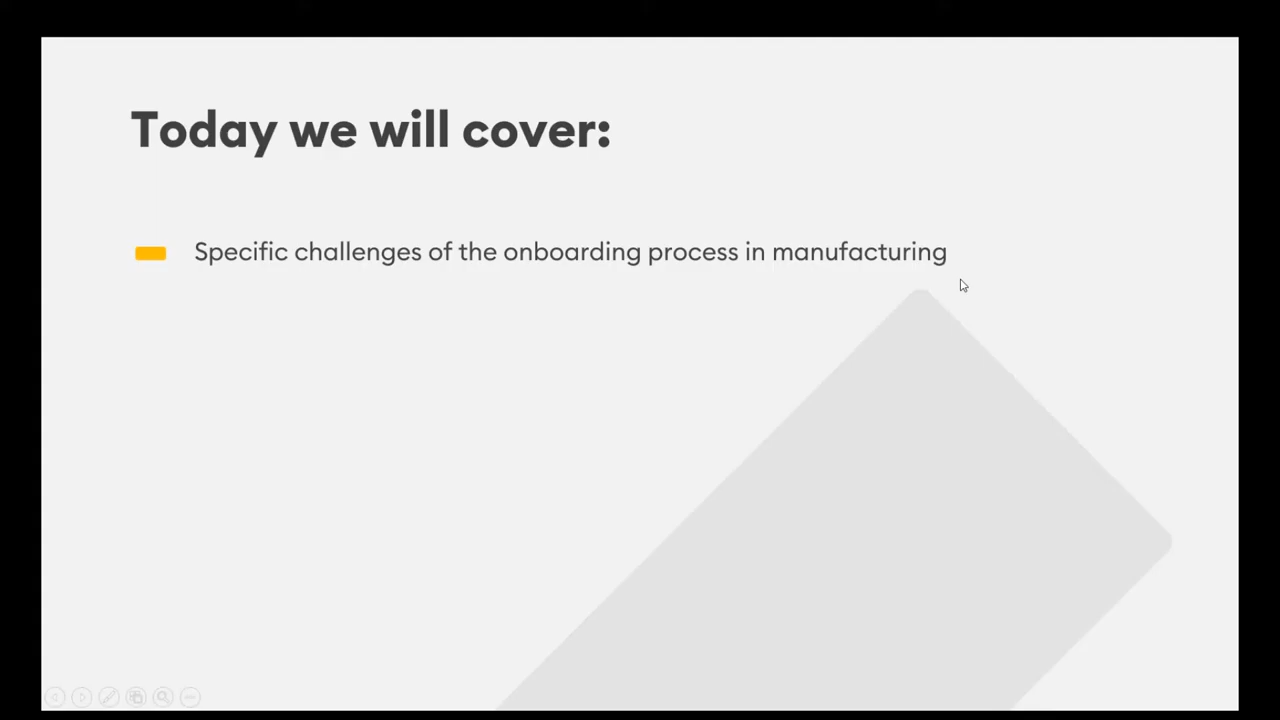 Today we will cover:
Specific challenges of the onboarding process in manufacturing